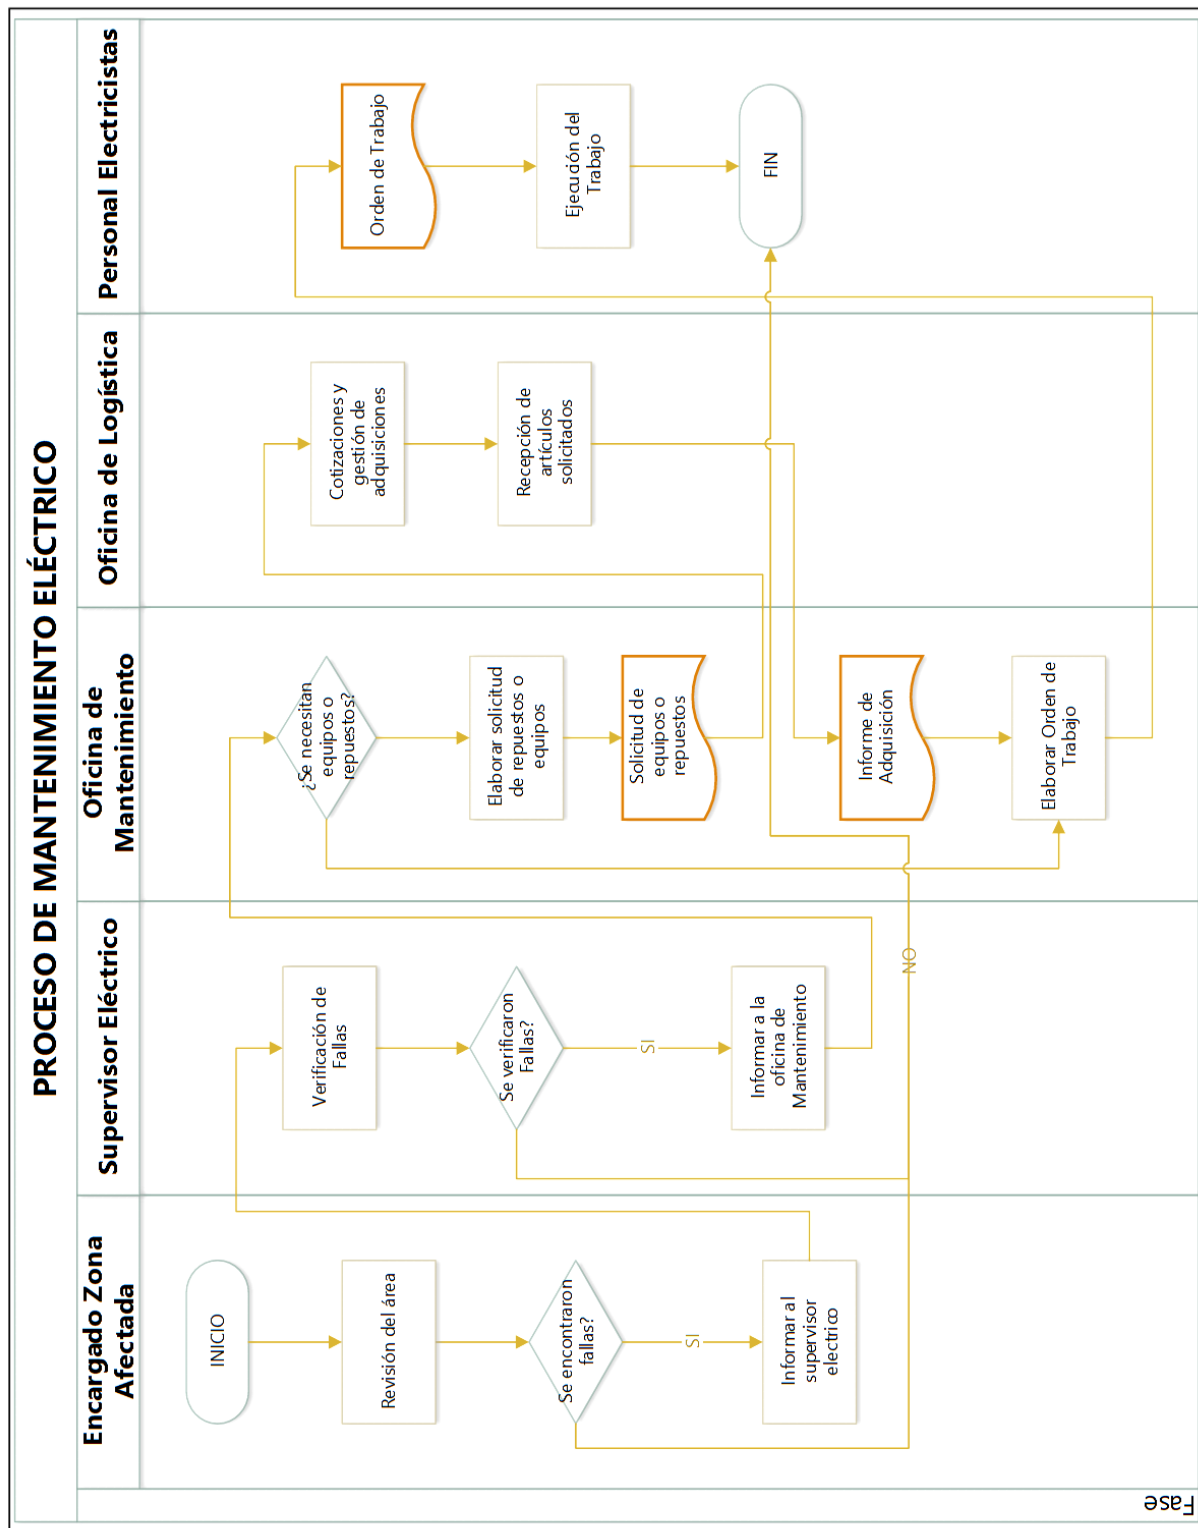 PROCESO DE MANTENIMIENTO ELÉCTRICO
Encargado Zona
Afectada
Supervisor Eléctrico
Oficina de
Mantenimiento
Oficina de Logística
Personal Electricistas
Fase
INICIO
Revisión del área
Se encontraron
fallas?
SI
Informar al
supervisor
electrico
Verificación de
Fallas
Se verificaron
Fallas?
SI
Informar a la
oficina de
Mantenimiento
NO
¿Se necesitan
equipos o
repuestos?
Elaborar solicitud
de repuestos o
equipos
Solicitud de
equipos o
repuestos
Informe de
Adquisición
Elaborar Orden de
Trabajo
Cotizaciones y
gestión de
adquisiciones
Recepción de
artículos
solicitados
Orden de Trabajo
Ejecución del
Trabajo
FIN